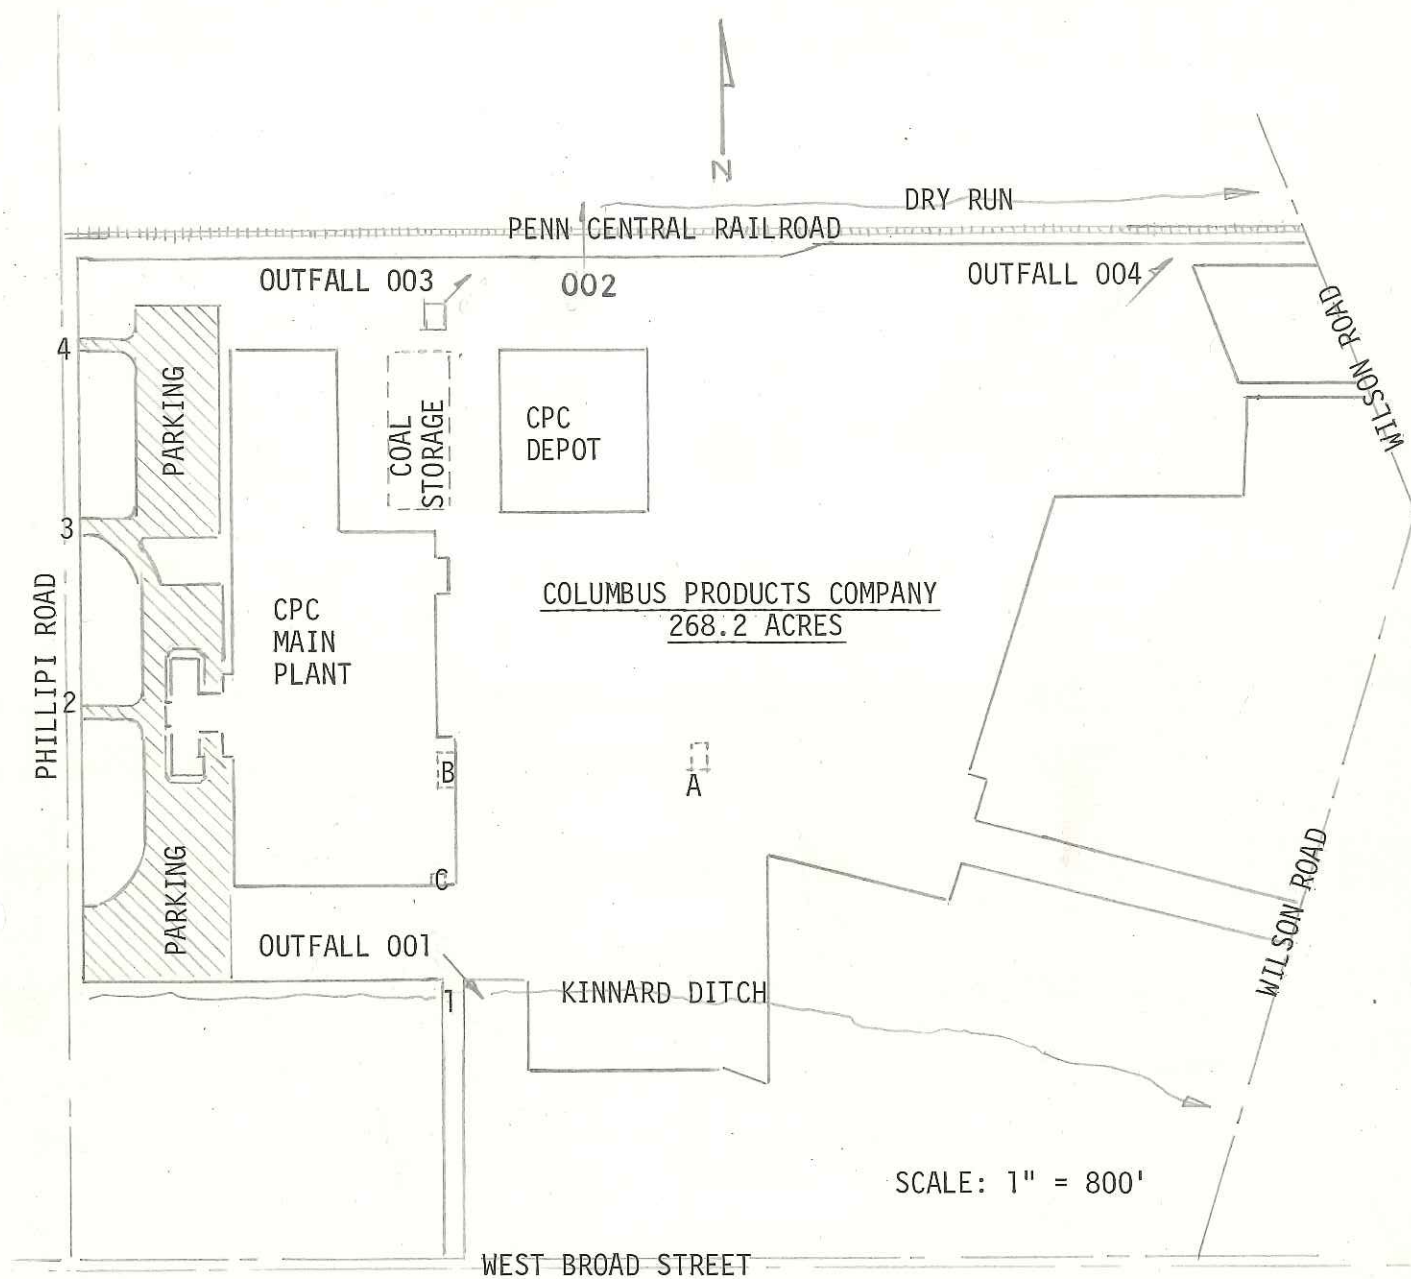 N
DRY RUN
PENN CENTRAL RAILROAD
OUTFALL 003
002
OUTFALL 004
WILSON ROAD
WILSON ROAD
4
PARKING
COAL
STORAGE
CPC
DEPOT
3
PHILLIPI ROAD
COLUMBUS PRODUCTS COMPANY
268.2 ACRES
CPC
MAIN
PLANT
2
B
A
C
PARKING
WILSON ROAD
OUTFALL 001
1
KINNARD DITCH
SCALE: 1" = 800'
WEST BROAD STREET